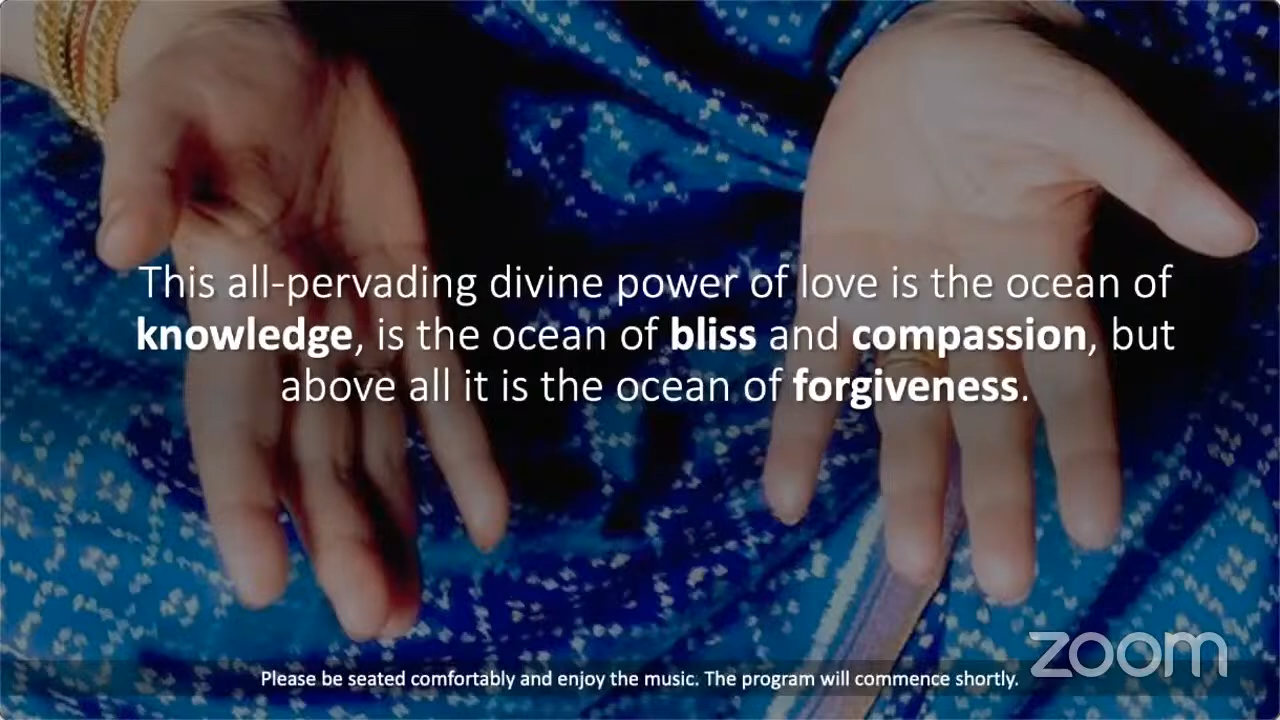 This all-pervading divine power of love is the ocean of
knowledge, is the ocean of bliss and compassion, but
above all it is the ocean of forgiveness.
zoom
Please be seated comfortably and enjoy the music. The program will commence shortly.